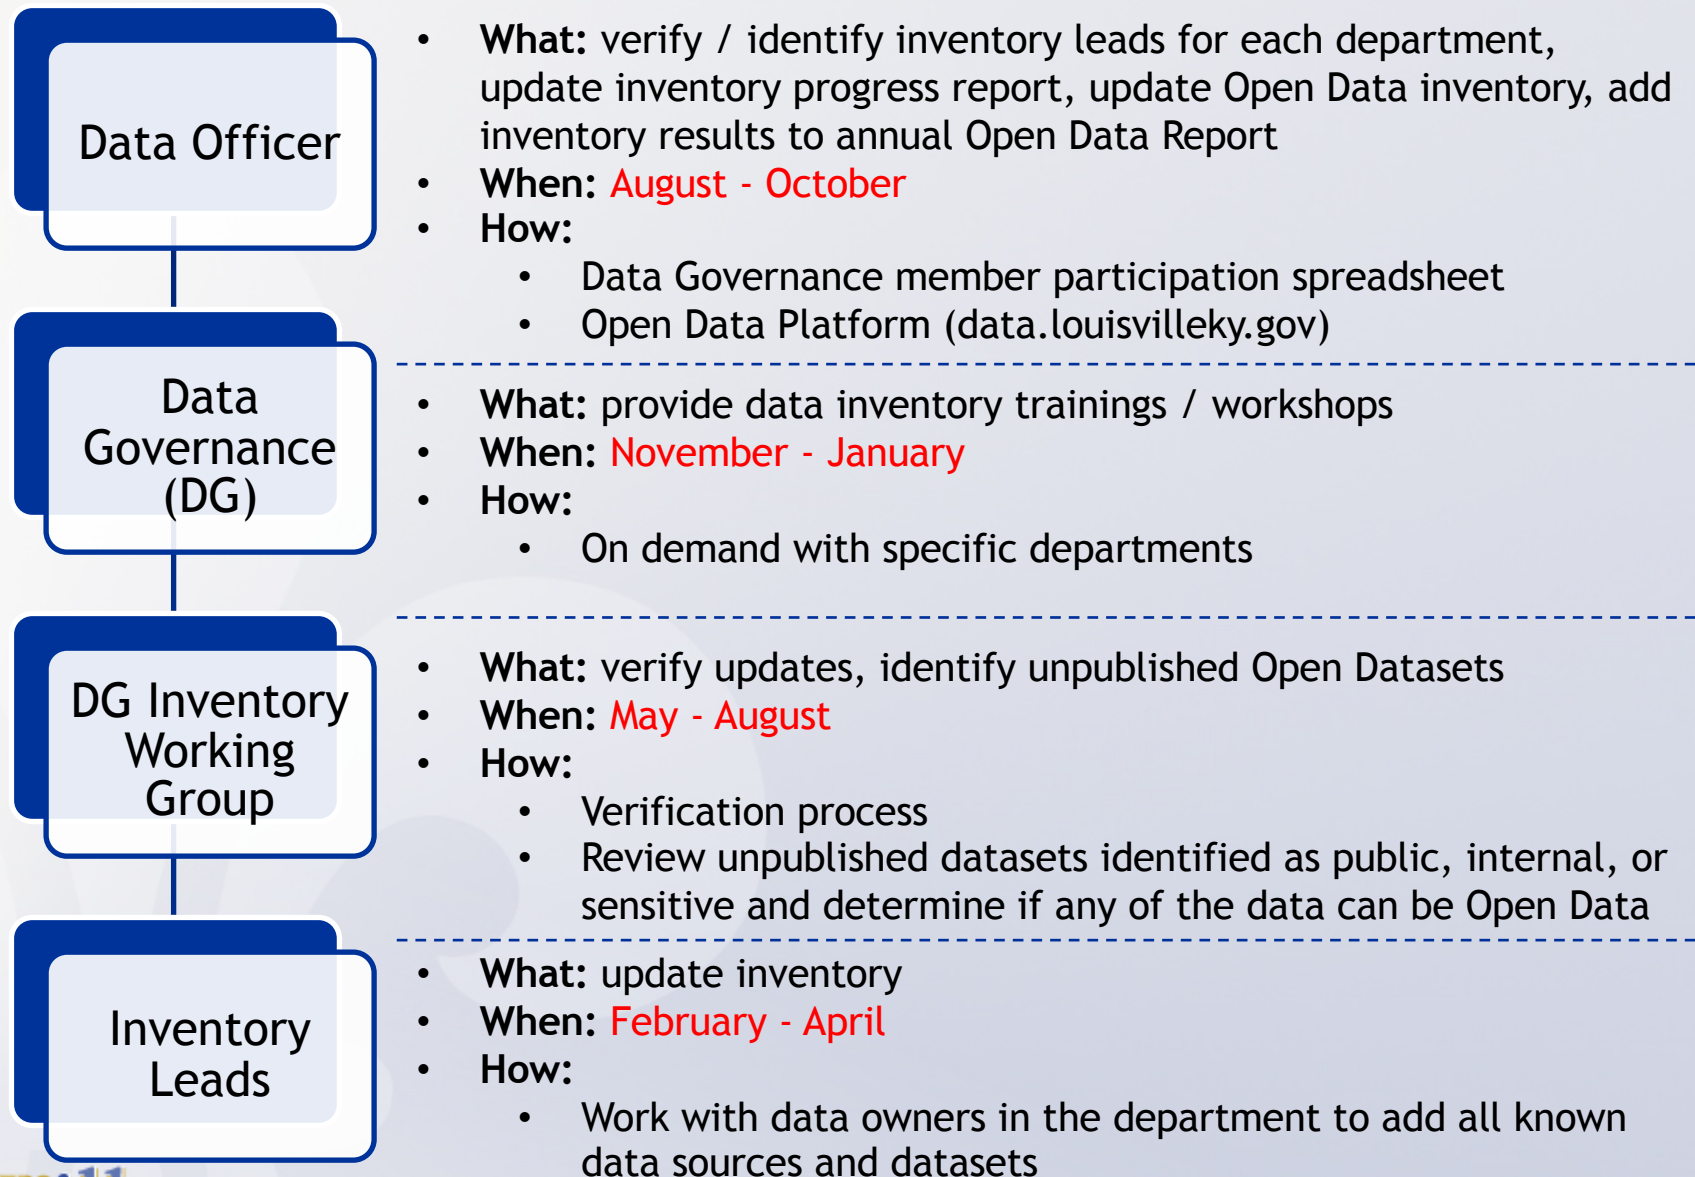 Data Officer
• What: verify / identify inventory leads for each department,
update inventory progress report, update Open Data inventory, add
inventory results to annual Open Data Report
• When: August - October
• How:
• Data Governance member participation spreadsheet
• Open Data Platform (data.louisvilleky.gov)
Data
Governance
(DG)
• What: provide data inventory trainings / workshops
• When: November - January
• How:
• On demand with specific departments
DG Inventory
Working
Group
• What: verify updates, identify unpublished Open Datasets
• When: May - August
• How:
• Verification process
• Review unpublished datasets identified as public, internal, or
sensitive and determine if any of the data can be Open Data
Inventory
Leads
• What: update inventory
• When: February - April
• How:
• Work with data owners in the department to add all known
data sources and datasets